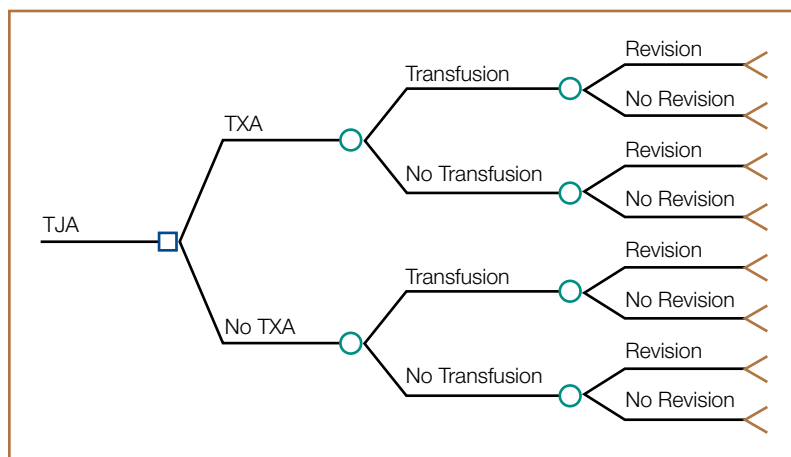 Revision
Transfusion
No Revision
TXA
Revision
No Transfusion
No Revision
TJA
Revision
Transfusion
No Revision
No TXA
Revision
No Transfusion
No Revision